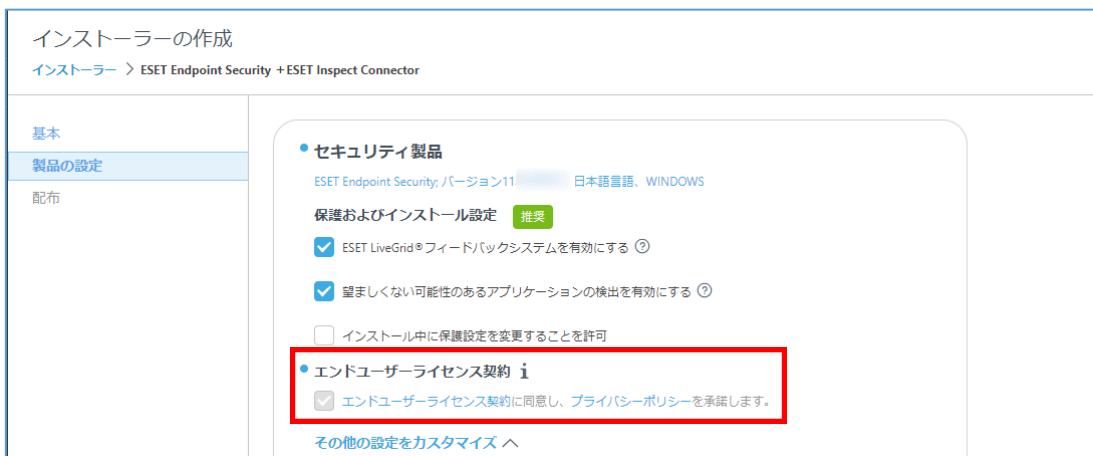 インストーラーの作成
インストーラー > ESET Endpoint Security +ESET Inspect Connector
基本
製品の設定
配布
セキュリティ製品
ESET Endpoint Security; バージョン11 日本語言語、WINDOWS
保護およびインストール設定 推奨
ESET LiveGrid®フィードバックシステムを有効にする ?
望ましくない可能性のあるアプリケーションの検出を有効にする ?
インストール中に保護設定を変更することを許可
エンドユーザーライセンス契約 i
エンドユーザーライセンス契約に同意し、プライバシーポリシーを承諾します。
その他の設定をカスタマイズ